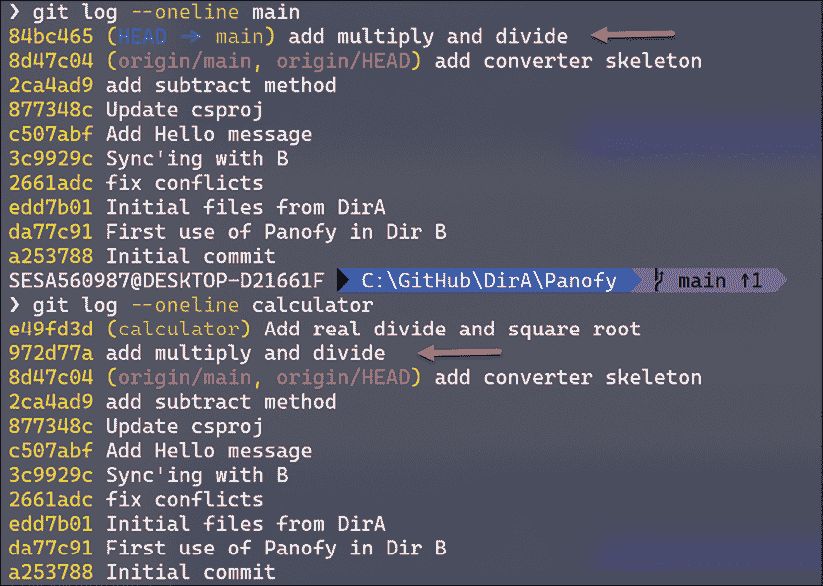 ❯ git log --oneline main
84bc465 (HEAD -> main) add multiply and divide
8d47c04 (origin/main, origin/HEAD) add converter skeleton
2ca4ad9 add subtract method
877348c Update csproj
c507abf Add Hello message
3c9929c Sync'ing with B
2661adc fix conflicts
edd7b01 Initial files from DirA
da77c91 First use of Panofy in Dir B
a253788 Initial commit
SESA560987@DESKTOP-D21661F C:\GitHub\DirA\Panofy main ↑1
❯ git log --oneline calculator
e49fd3d (calculator) Add real divide and square root
972d77a add multiply and divide
8d47c04 (origin/main, origin/HEAD) add converter skeleton
2ca4ad9 add subtract method
877348c Update csproj
c507abf Add Hello message
3c9929c Sync'ing with B
2661adc fix conflicts
edd7b01 Initial files from DirA
da77c91 First use of Panofy in Dir B
a253788 Initial commit